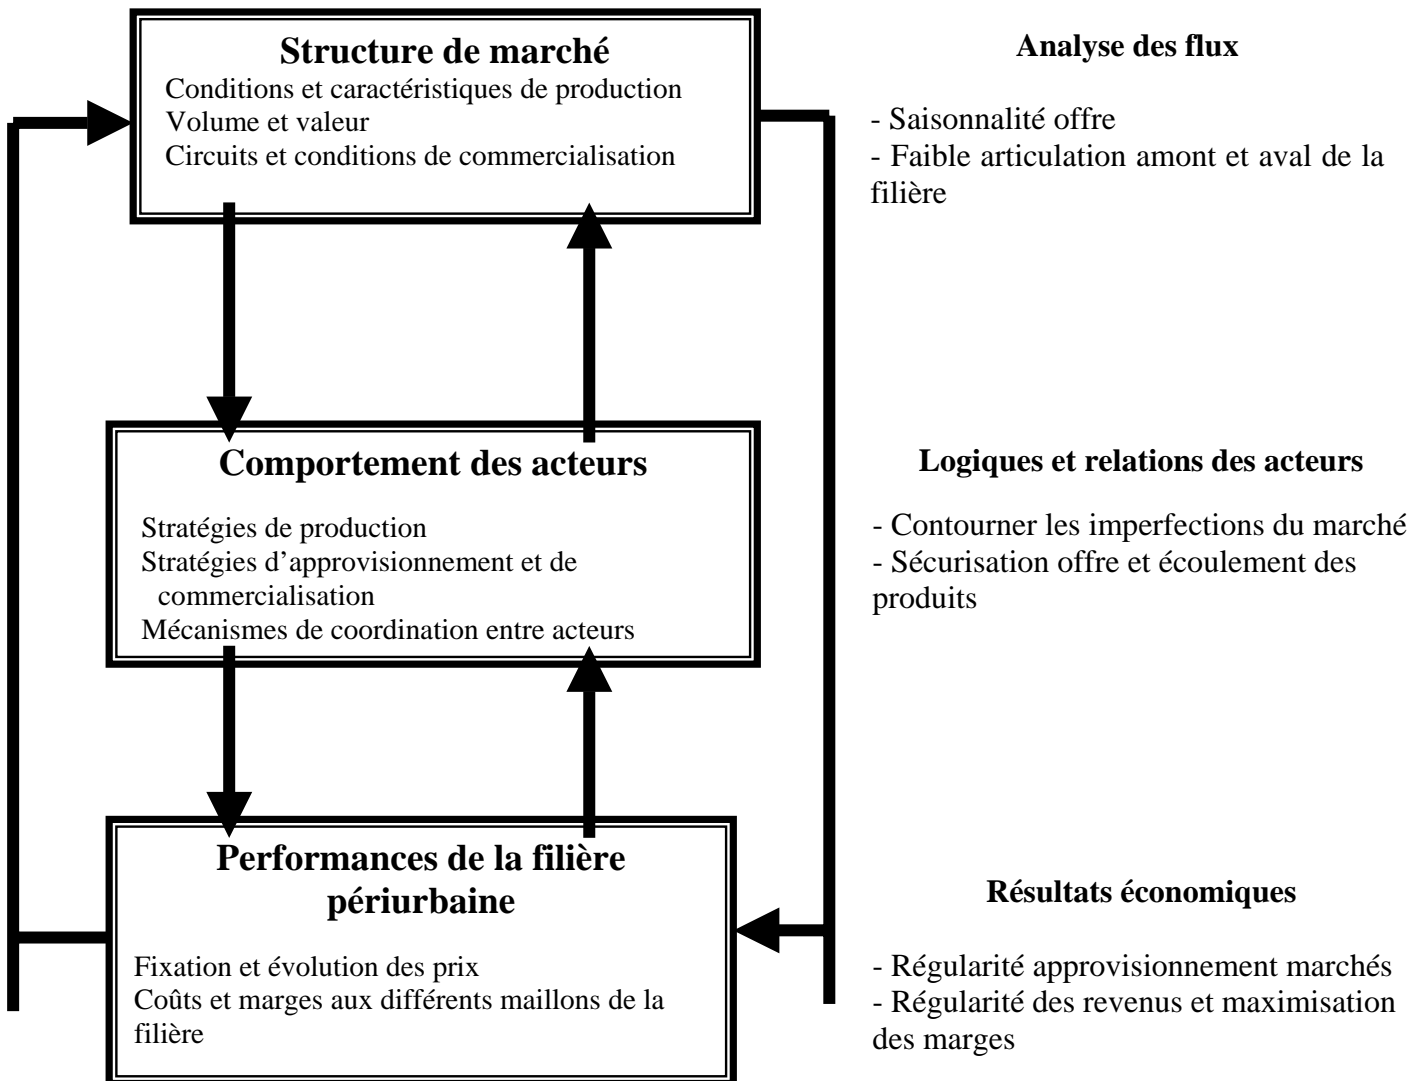 Structure de marché
Conditions et caractéristiques de production
Volume et valeur
Circuits et conditions de commercialisation
Analyse des flux
- Saisonnalité offre
- Faible articulation amont et aval de la
filière
Comportement des acteurs
Stratégies de production
Stratégies d’approvisionnement et de
commercialisation
Mécanismes de coordination entre acteurs
Logiques et relations des acteurs
- Contourner les imperfections du marché
- Sécurisation offre et écoulement des
produits
Performances de la filière
périurbaine
Fixation et évolution des prix
Coûts et marges aux différents maillons de la
filière
Résultats économiques
- Régularité approvisionnement marchés
- Régularité des revenus et maximisation
des marges